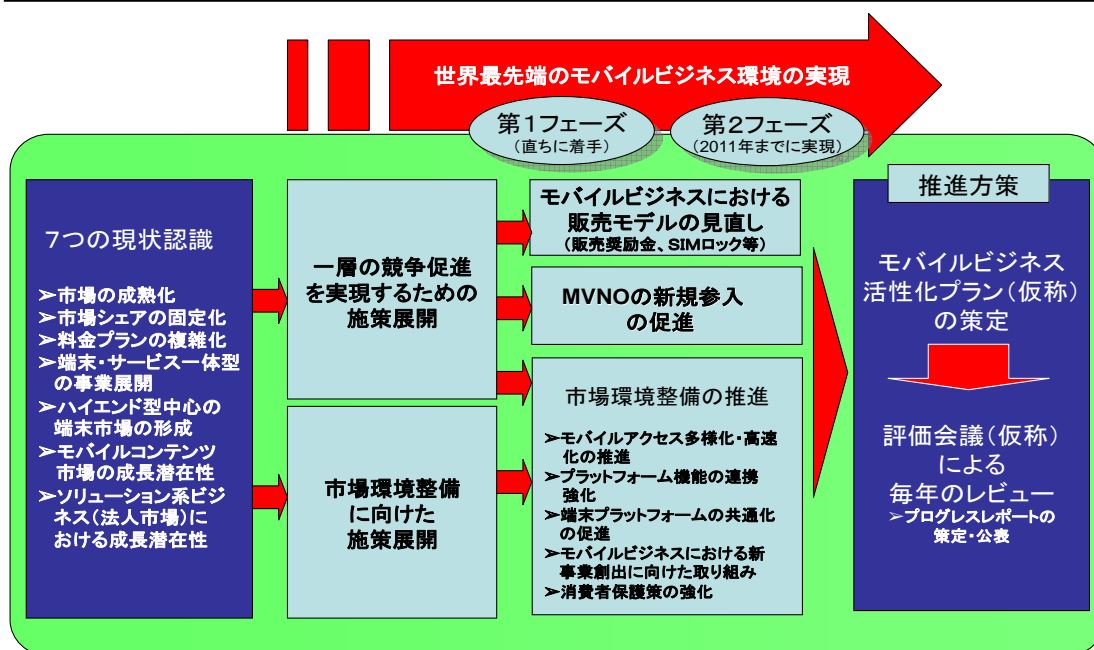 世界最先端のモバイルビジネス環境の実現
第1フェーズ
（直ちに着手）
第2フェーズ
（2011年までに実現）
7つの現状認識
➢市場の成熟化
➢市場シェアの固定化
➢料金プランの複雑化
➢端末・サービス一体型
の事業展開
➢ハイエンド型中心の
端末市場の形成
➢モバイルコンテンツ
市場の成長潜在性
➢ソリューション系ビジ
ネス（法人市場）に
おける成長潜在性
一層の競争促進
を実現するための
施策展開
市場環境整備
に向けた
施策展開
モバイルビジネスにおける
販売モデルの見直し
（販売奨励金、SIMロック等）
MVNOの新規参入
の促進
市場環境整備の推進
➢モバイルアクセス多様化・高速
化の推進
➢プラットフォーム機能の連携
強化
➢端末プラットフォームの共通化
の促進
➢モバイルビジネスにおける新
事業創出に向けた取り組み
➢消費者保護策の強化
推進方策
モバイルビジネス
活性化プラン（仮称）
の策定
評価会議（仮称）
による
毎年のレビュー
➢プログレスレポートの
策定・公表